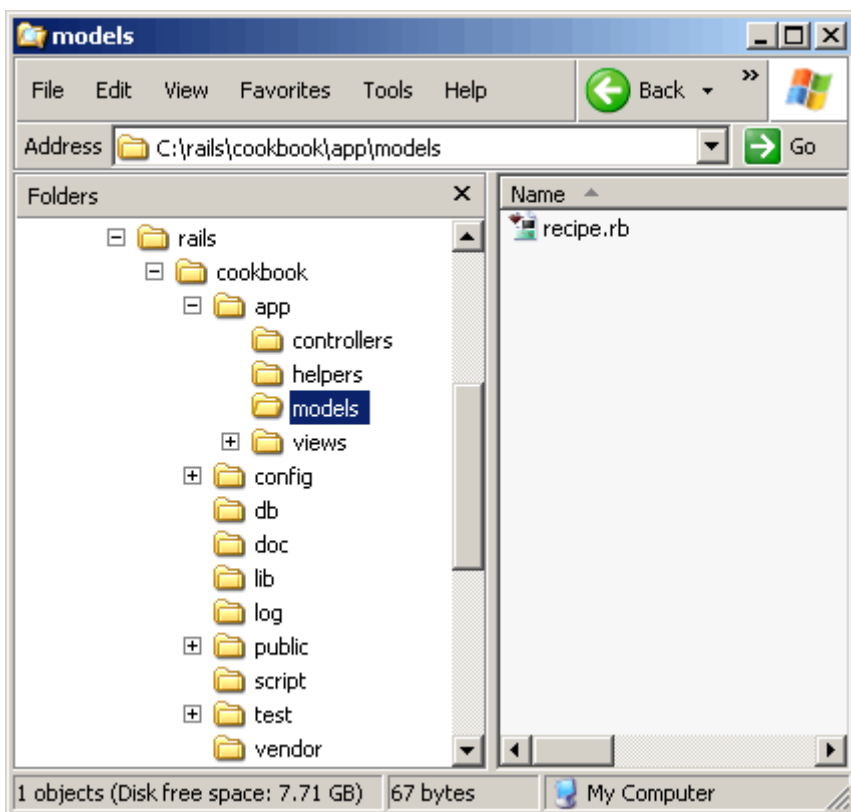 models
File Edit View Favorites Tools Help Back »
Address C:\rails\cookbook\app\models Go
Folders
Name
rails
recipe.rb
cookbook
app
controllers
helpers
models
views
config
db
doc
lib
log
public
script
test
vendor
1 objects (Disk free space: 7.71 GB) 67 bytes My Computer